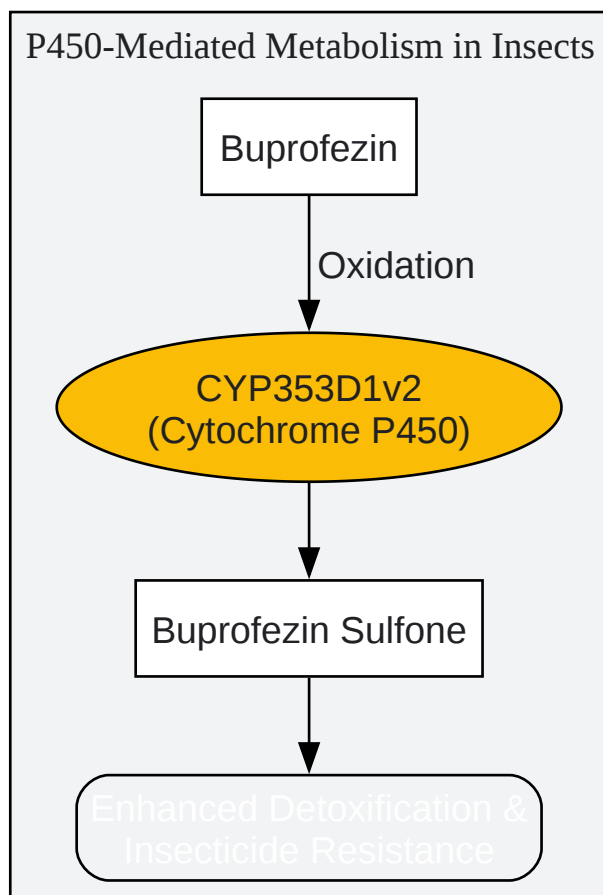 P450-Mediated Metabolism in Insects
Buprofezin
Oxidation
CYP353D1v2
(Cytochrome P450)
Buprofezin Sulfone
Enhanced Detoxification &
Insecticide Resistance